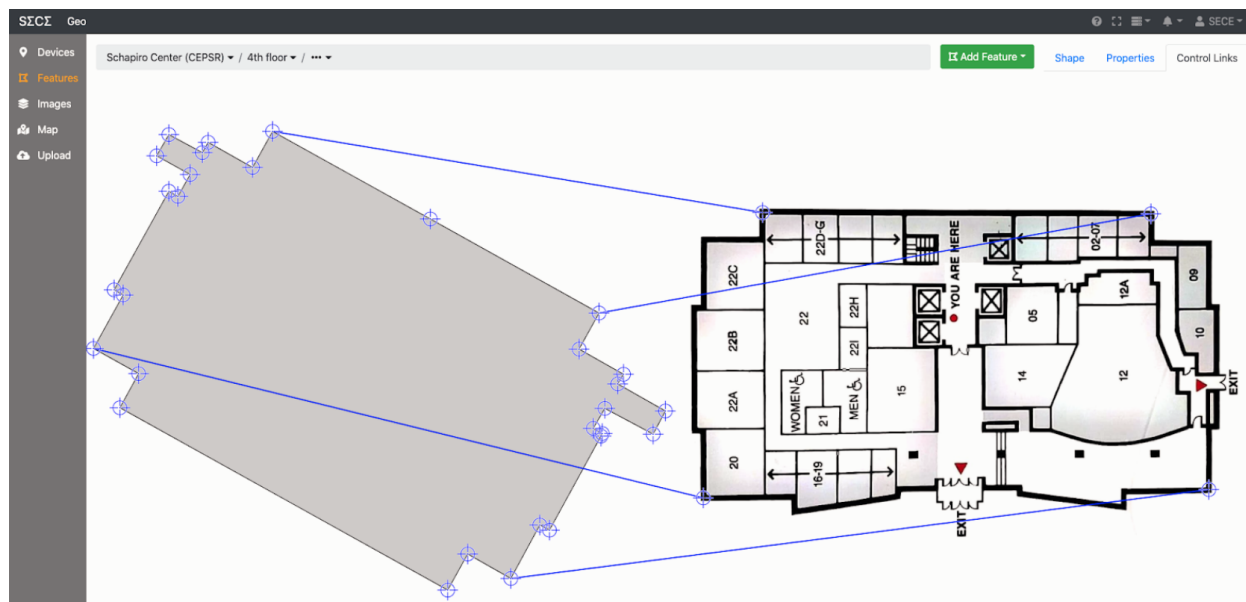 SΣCΣ Geo
SECE
Devices
Features
Images
Map
Upload
Schapiro Center (CEPSR) / 4th floor / •••
Add Feature
Shape
Properties
Control Links
22D-G
YOU ARE HERE
02-07
22C
09
22
22H
12A
05
10
22B
22I
14
12
22A
15
WOMEN
MEN
21
EXIT
20
16-19
EXIT